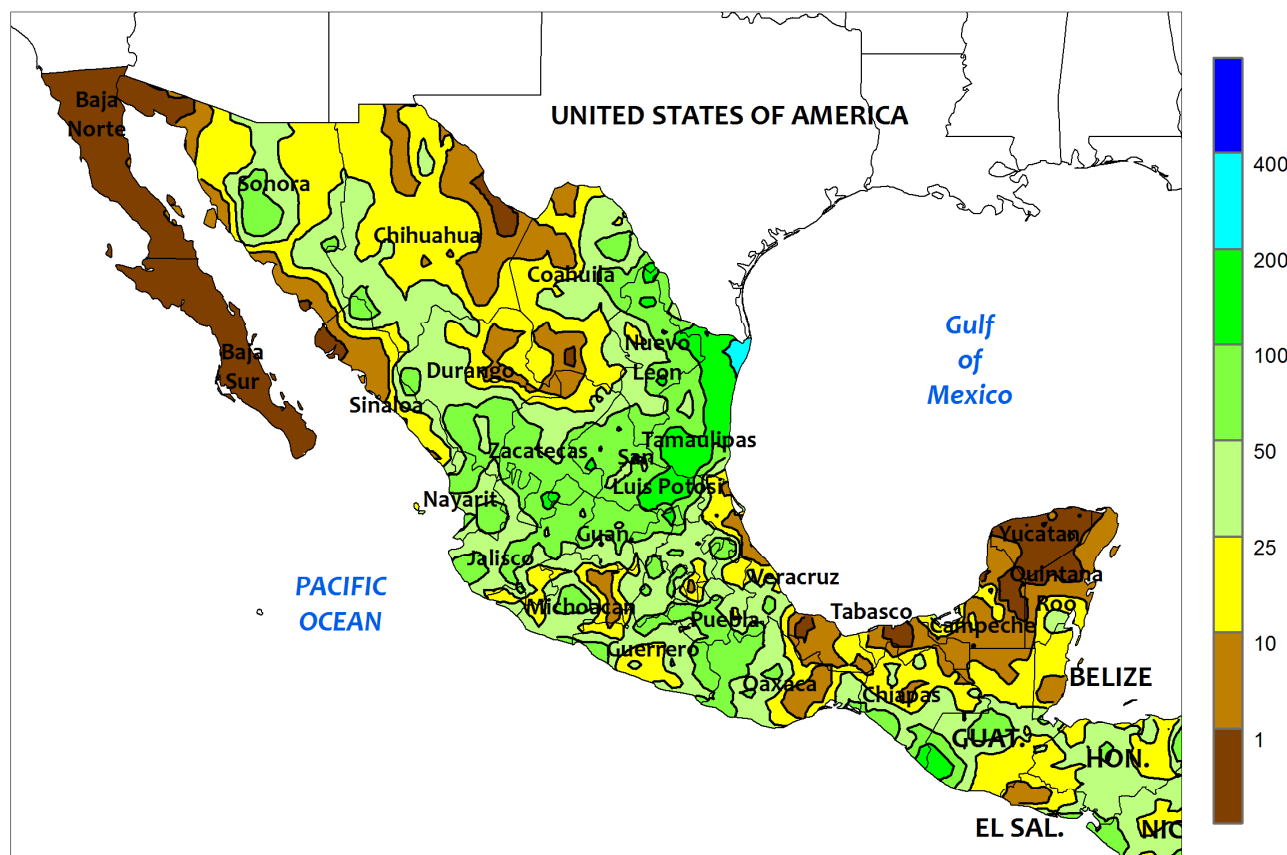 UNITED STATES OF AMERICA
Baja
Norte
Sonora
Chihuahua
Coahuila
Nuevo
Leon
Baja
Sur
Durango
Sinaloa
Zacatecas
Tamaulipas
San
Luis Potosi
Nayarit
Guan.
Jalisco
Michoacan
Veracruz
Puebla
Guerrero
Oaxaca
Tabasco
Campeche
Chiapas
Yucatan
Quintana
Roo
Gulf
of
Mexico
PACIFIC
OCEAN
BELIZE
GUAT.
HON.
EL SAL.
NIC
400
200
100
50
25
10
1